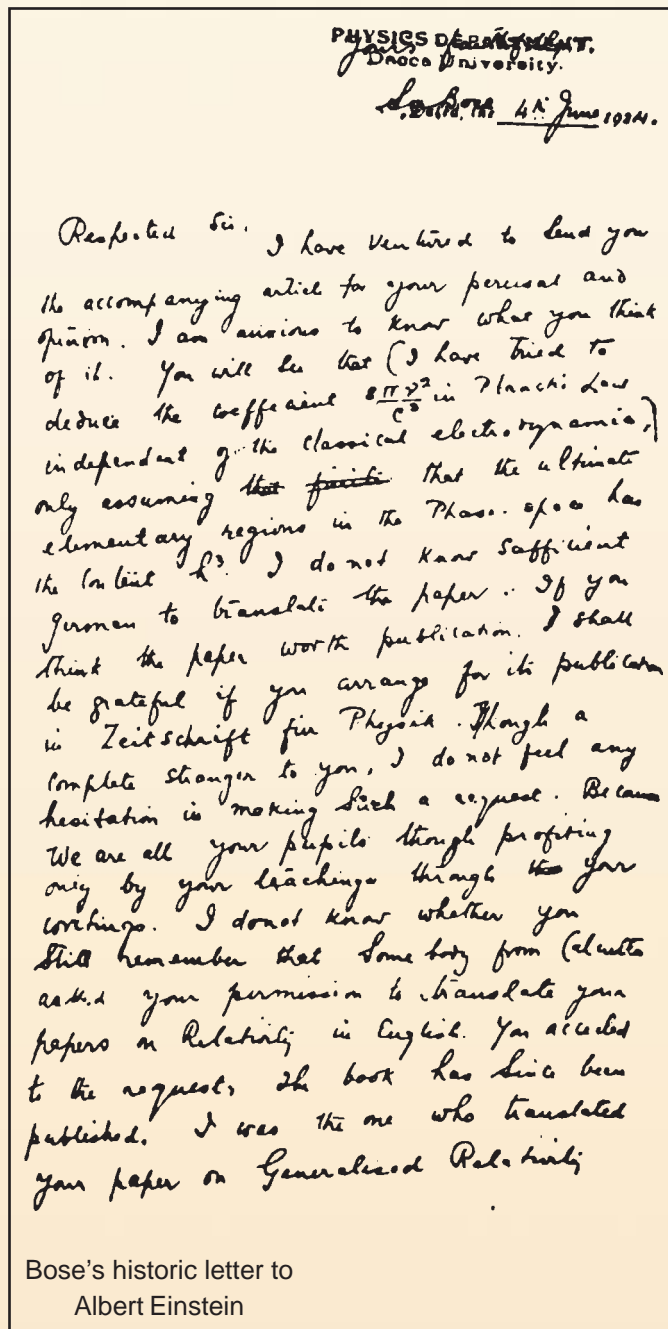 PHYSICS DEPARTMENT.
Yours faithfully
Dacca University.
S. N. Bose
Dacca, the 4th June 1924.
Respected Sir, I have ventured to send you
the accompanying article for your perusal and
opinion. I am anxious to know what you think
of it. You will see that (I have tried to
deduce the coefficient 8πν²/c³ in Planck's Law
independent of the classical electrodynamics,)
only assuming that the ultimate
elementary regions in the Phase-space has
the content h³. I do not know sufficient
German to translate the paper. If you
think the paper worth publication. I shall
be grateful if you arrange for its publication
in Zeitschrift für Physik. Though a
complete stranger to you, I do not feel any
hesitation in making such a request. Because
We are all your pupils though profiting
only by your teachings through your
writings. I donot know whether you
Still remember that Somebody from Calcutta
asked your permission to translate your
papers on Relativity in English. You acceded
to the request, The book has since been
published. I was the one who translated
your paper on Generalised Relativity
Bose's historic letter to
Albert Einstein